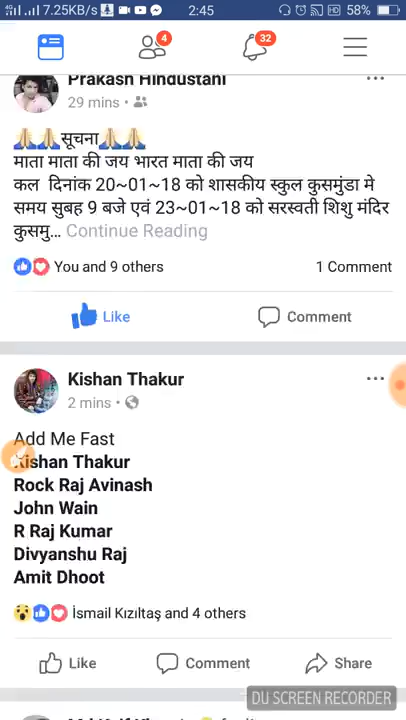 4G 7.25KB/s 2:45 HD 58%
4
32
Prakash Hindustani
29 mins
सूचना
माता माता की जय भारत माता की जय
कल दिनांक 20~01~18 को शासकीय स्कुल कुसमुंडा मे
समय सुबह 9 बजे एवं 23~01~18 को सरस्वती शिशु मंदिर
कुसमु... Continue Reading
You and 9 others 1 Comment
Like Comment
Kishan Thakur
2 mins
Add Me Fast
Kishan Thakur
Rock Raj Avinash
John Wain
R Raj Kumar
Divyanshu Raj
Amit Dhoot
İsmail Kızıltaş and 4 others
Like Comment Share
DU SCREEN RECORDER